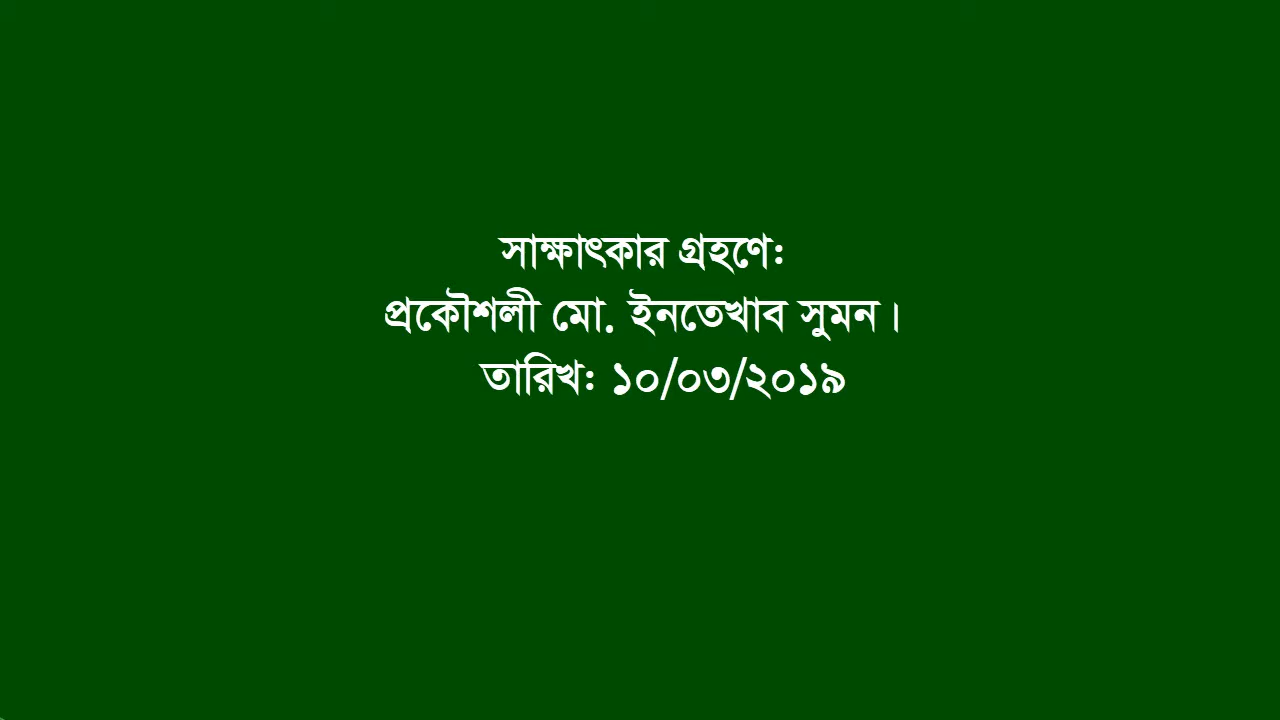 সাক্ষাৎকার গ্রহণে:
প্রকৌশলী মো. ইনতেখাব সুমন।
তারিখ: ১০/০৩/২০১৯